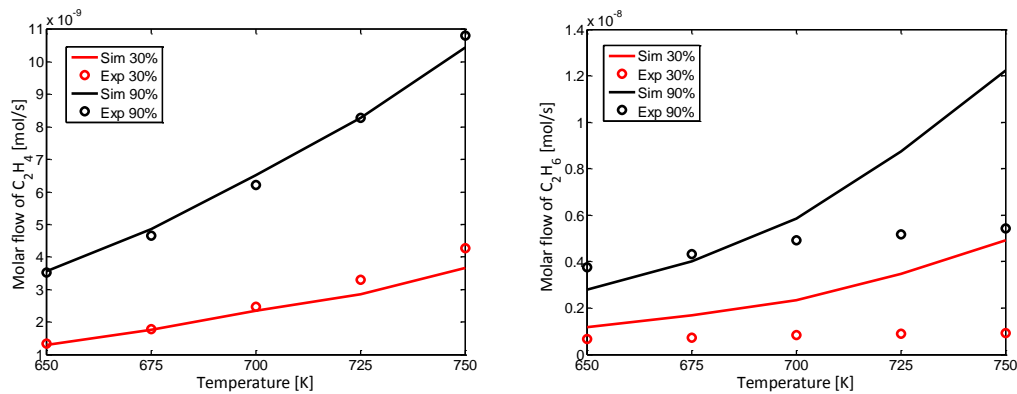 x 10⁻⁹
11
10
9
8
7
6
5
4
3
2
1
650
675
700
725
750
Molar flow of C₂H₄ [mol/s]
Temperature [K]
Sim 30%
Exp 30%
Sim 90%
Exp 90%
x 10⁻⁸
1.4
1.2
1
0.8
0.6
0.4
0.2
0
650
675
700
725
750
Molar flow of C₂H₆ [mol/s]
Temperature [K]
Sim 30%
Exp 30%
Sim 90%
Exp 90%